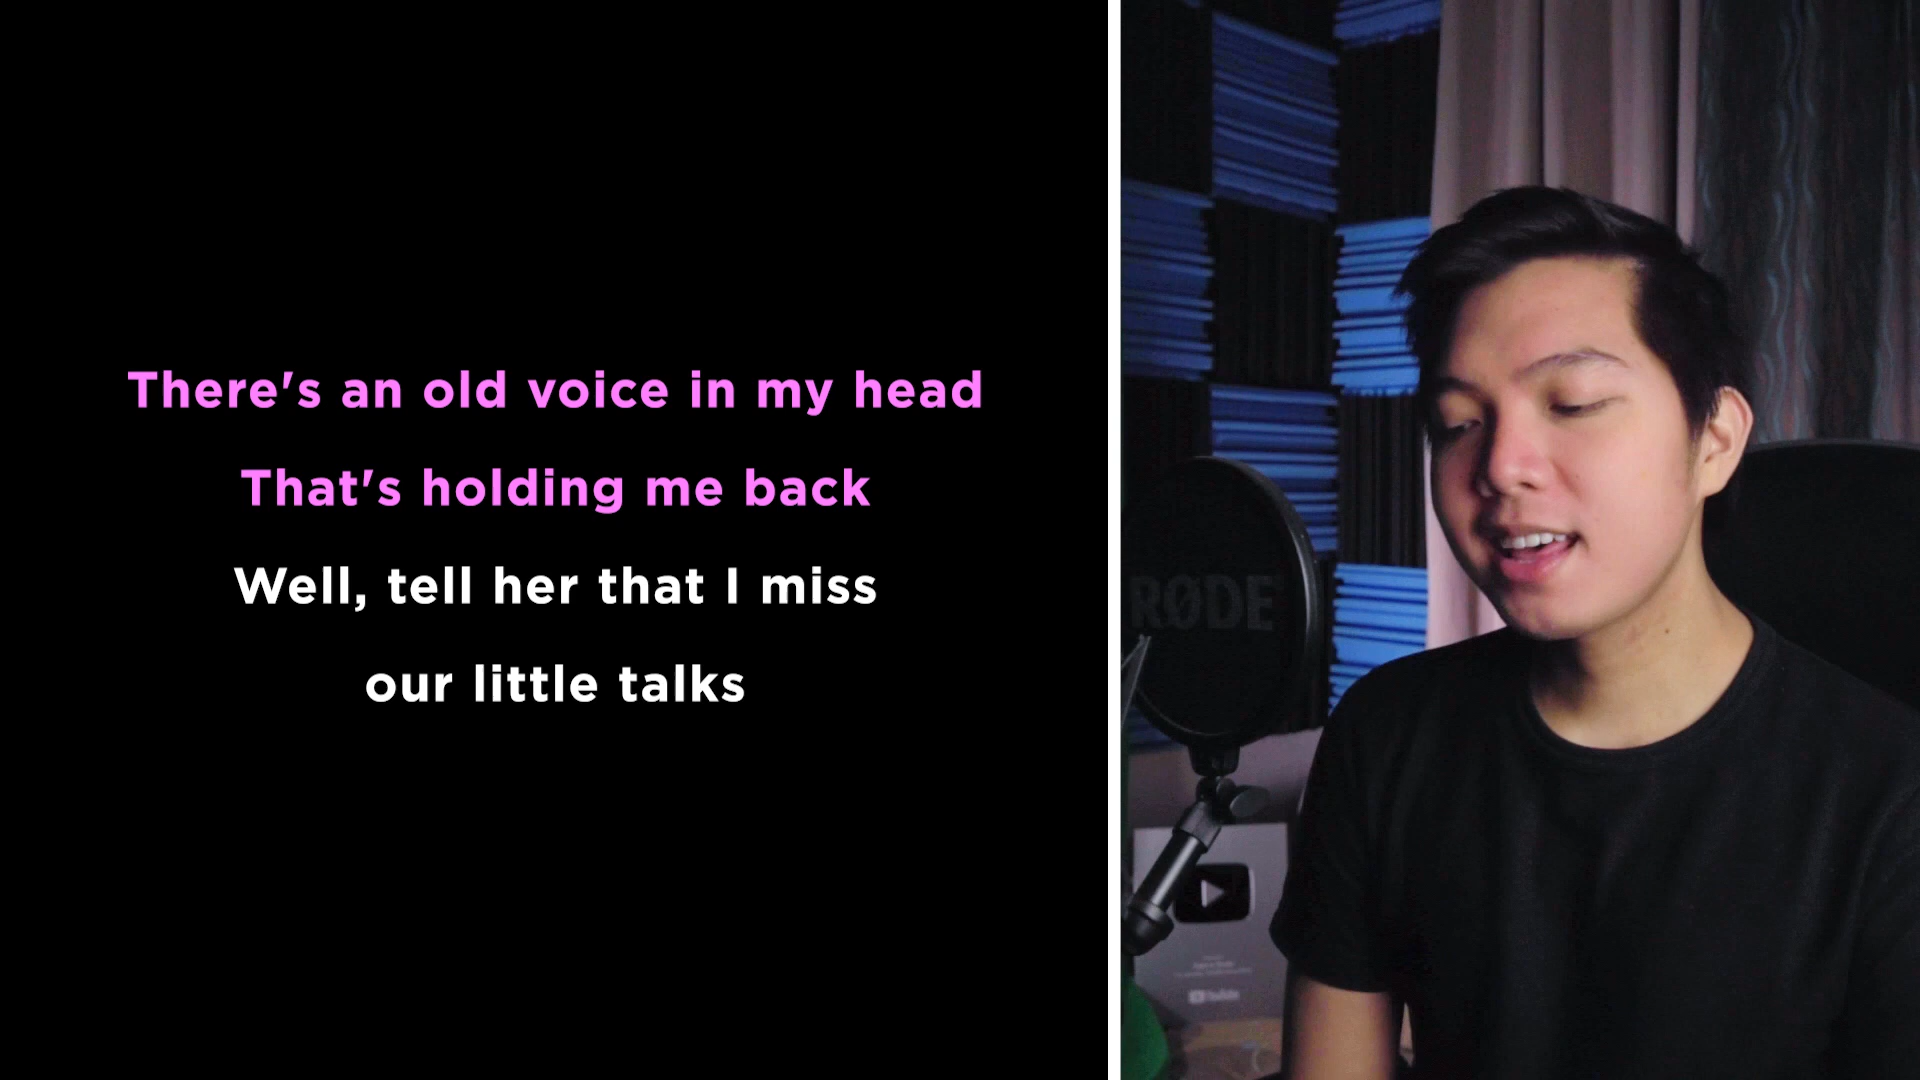 There's an old voice in my head
That's holding me back
Well, tell her that I miss
our little talks
RØDE
YouTube